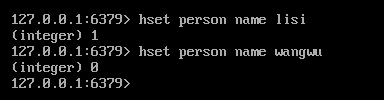 127.0.0.1:6379> hset person name lisi
(integer) 1
127.0.0.1:6379> hset person name wangwu
(integer) 0
127.0.0.1:6379>